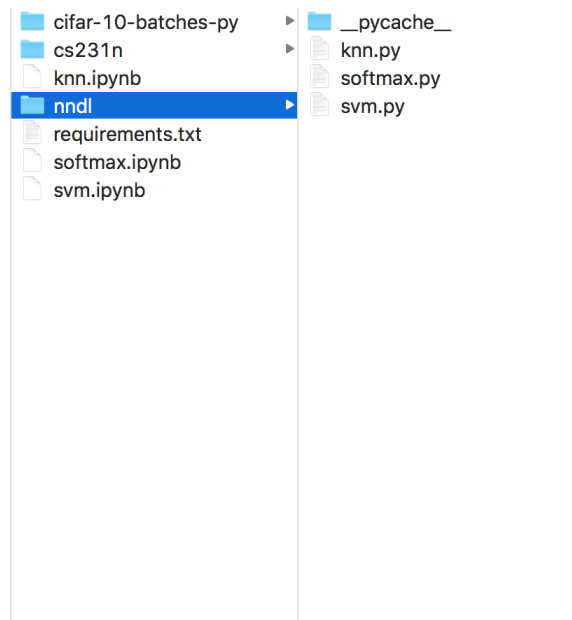 cifar-10-batches-py
cs231n
knn.ipynb
nndl
requirements.txt
softmax.ipynb
svm.ipynb
__pycache__
knn.py
softmax.py
svm.py